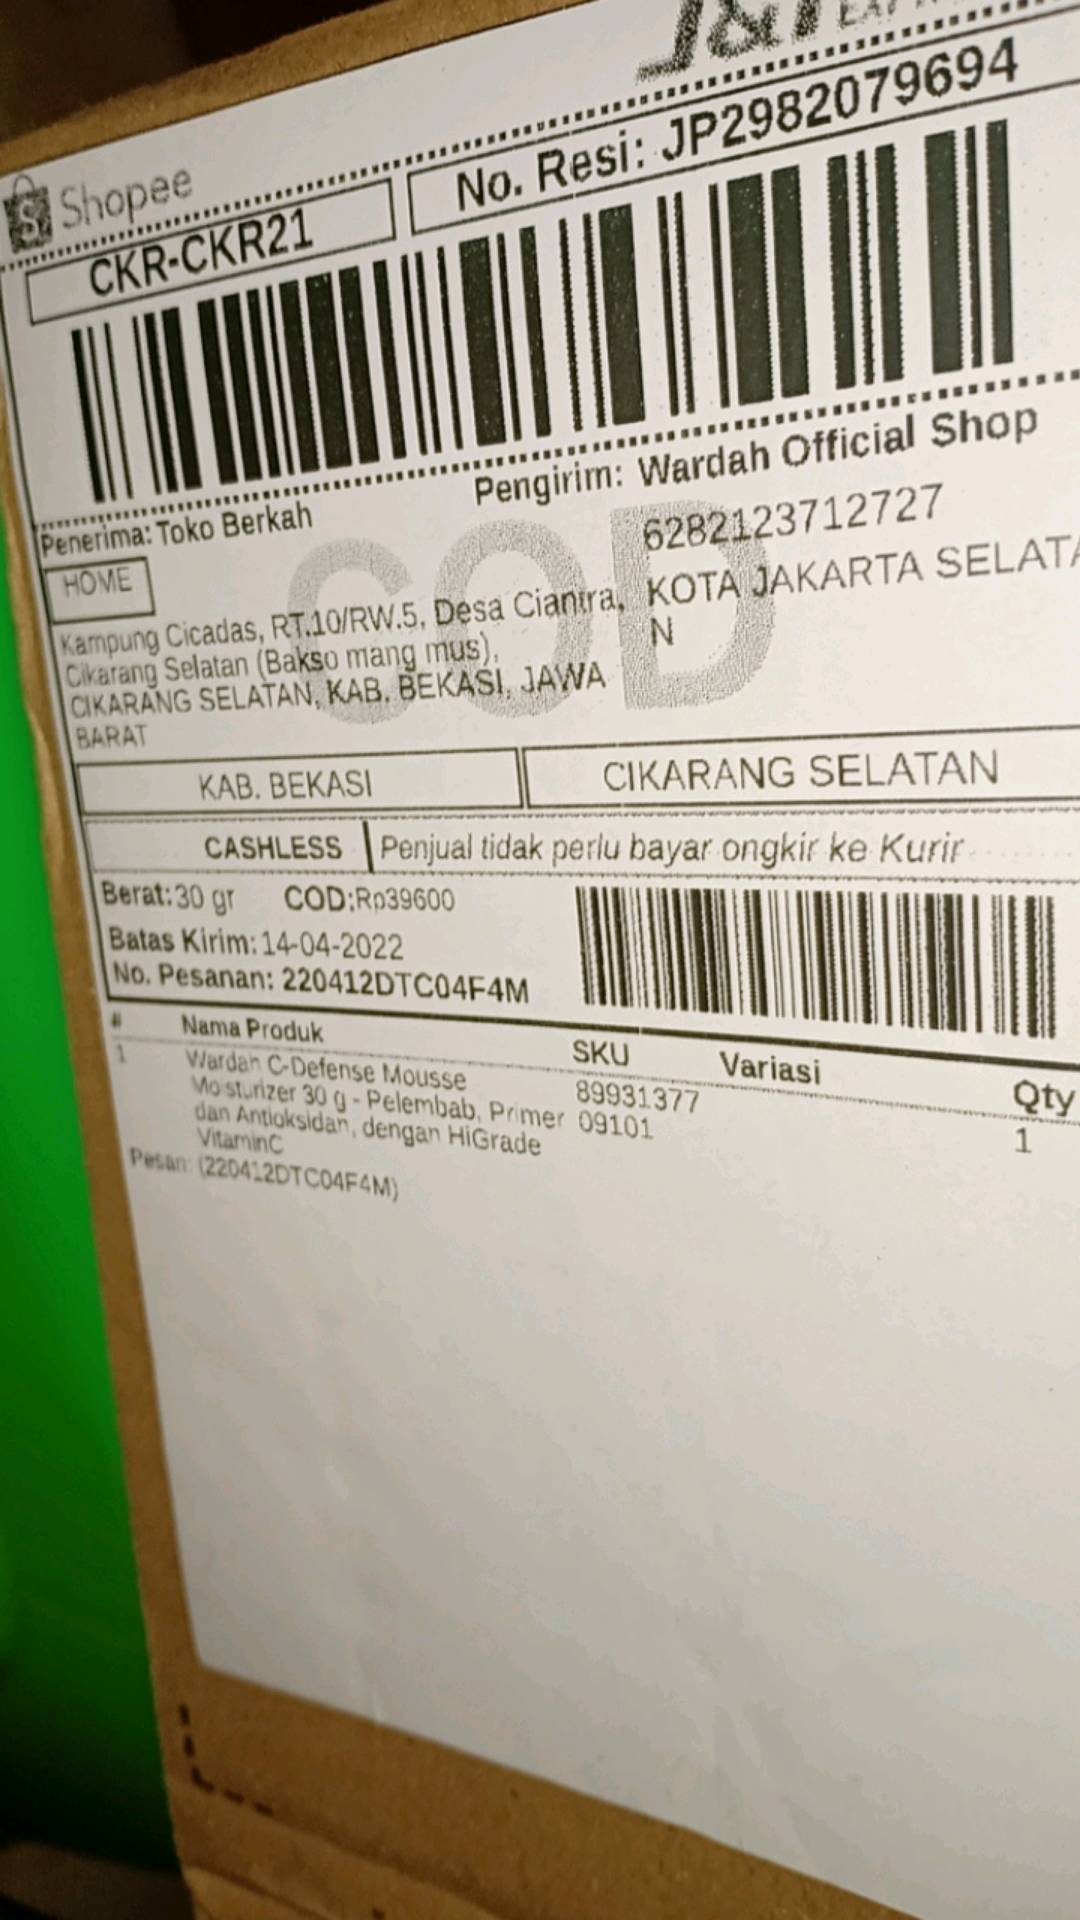 J&T EXP
Shopee
CKR-CKR21
No. Resi: JP2982079694
Penerima: Toko Berkah
Pengirim: Wardah Official Shop
6282123712727
KOTA JAKARTA SELATA
N
HOME
COD
Kampung Cicadas, RT.10/RW.5, Desa Ciantra,
Cikarang Selatan (Bakso mang mus),
CIKARANG SELATAN, KAB. BEKASI, JAWA
BARAT
KAB. BEKASI
CIKARANG SELATAN
CASHLESS
Penjual tidak perlu bayar ongkir ke Kurir
Berat: 30 gr COD:Rp39600
Batas Kirim: 14-04-2022
No. Pesanan: 220412DTC04F4M
# Nama Produk SKU Variasi Qty
1 Wardah C-Defense Mousse 89931377 1
Moisturizer 30 g - Pelembab, Primer 09101
dan Antioksidan, dengan HiGrade
VitaminC
Pesan: (220412DTC04F4M)